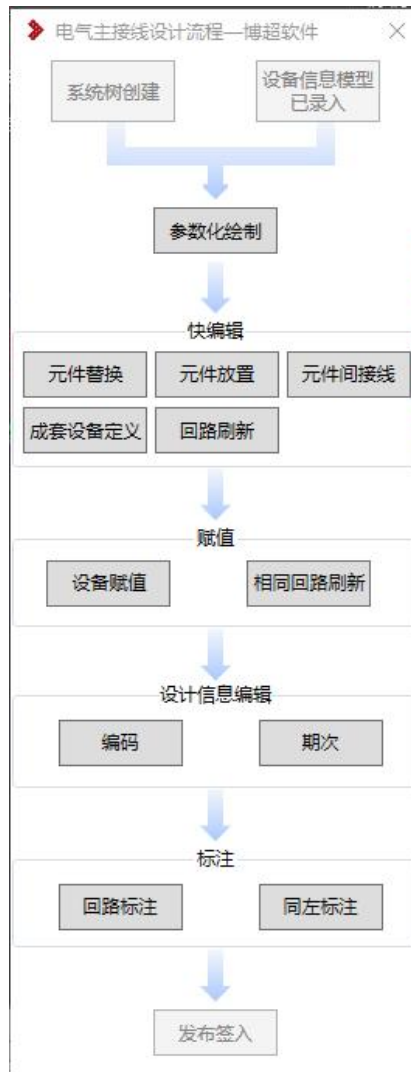 电气主接线设计流程—博超软件
系统树创建
设备信息模型
已录入
参数化绘制
快编辑
元件替换
元件放置
元件间接线
成套设备定义
回路刷新
赋值
设备赋值
相同回路刷新
设计信息编辑
编码
期次
标注
回路标注
同左标注
发布签入